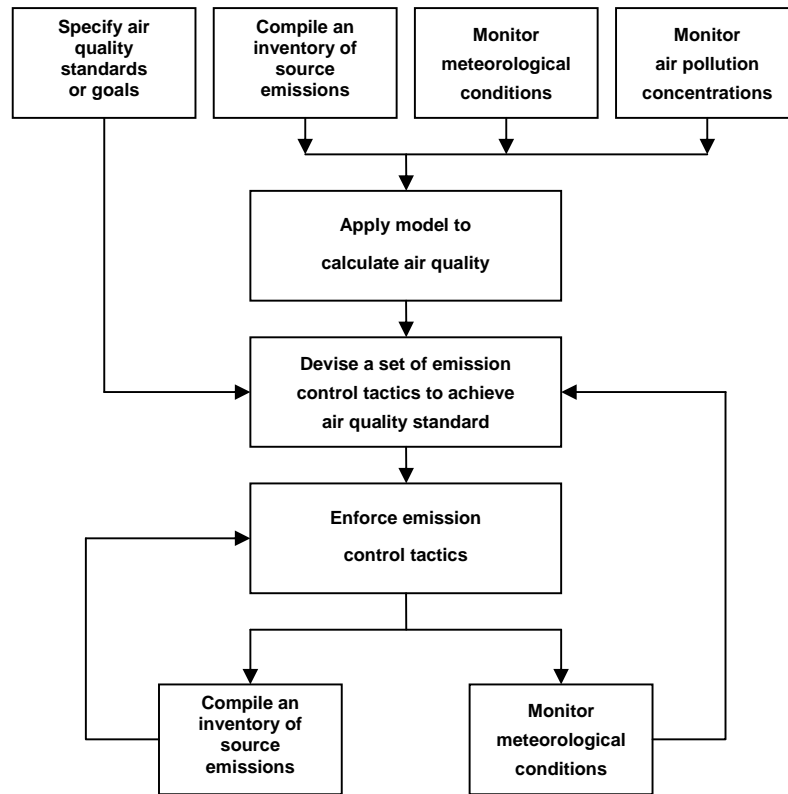 Specify air
quality
standards
or goals
Compile an
inventory of
source
emissions
Monitor
meteorological
conditions
Monitor
air pollution
concentrations
Apply model to
calculate air quality
Devise a set of emission
control tactics to achieve
air quality standard
Enforce emission
control tactics
Compile an
inventory of
source
emissions
Monitor
meteorological
conditions